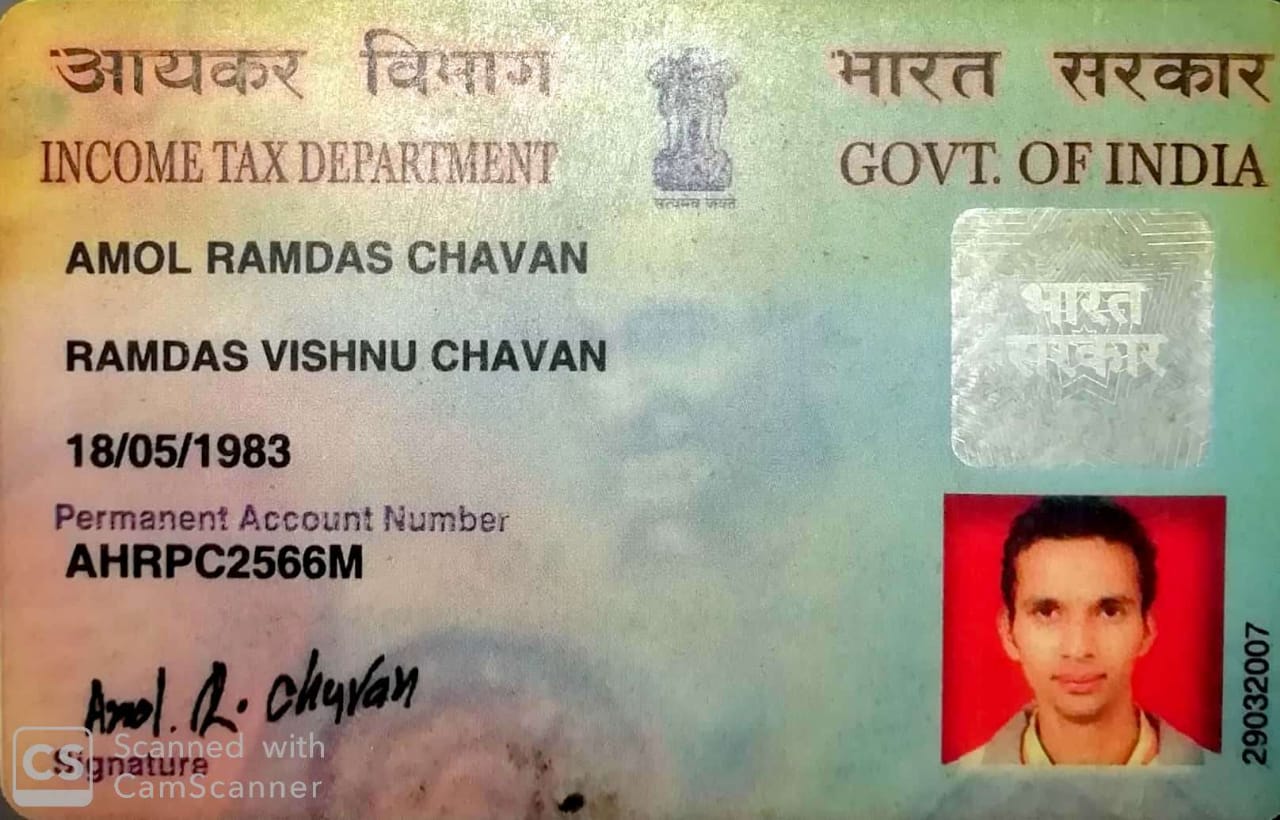 आयकर विभाग
भारत सरकार
INCOME TAX DEPARTMENT
GOVT. OF INDIA
सत्यमेव जयते
AMOL RAMDAS CHAVAN
RAMDAS VISHNU CHAVAN
18/05/1983
Permanent Account Number
AHRPC2566M
भारत
सरकार
29032007
Amol. R. Chavan
Signature
CS Scanned with
CamScanner